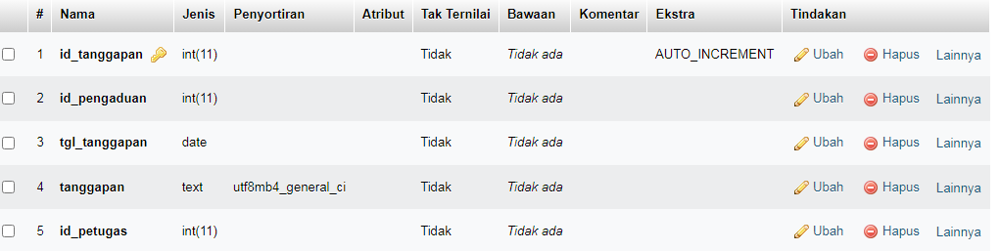 # Nama Jenis Penyortiran Atribut Tak Ternilai Bawaan Komentar Ekstra Tindakan
1 id_tanggapan int(11) Tidak Tidak ada AUTO_INCREMENT Ubah Hapus Lainnya
2 id_pengaduan int(11) Tidak Tidak ada Ubah Hapus Lainnya
3 tgl_tanggapan date Tidak Tidak ada Ubah Hapus Lainnya
4 tanggapan text utf8mb4_general_ci Tidak Tidak ada Ubah Hapus Lainnya
5 id_petugas int(11) Tidak Tidak ada Ubah Hapus Lainnya